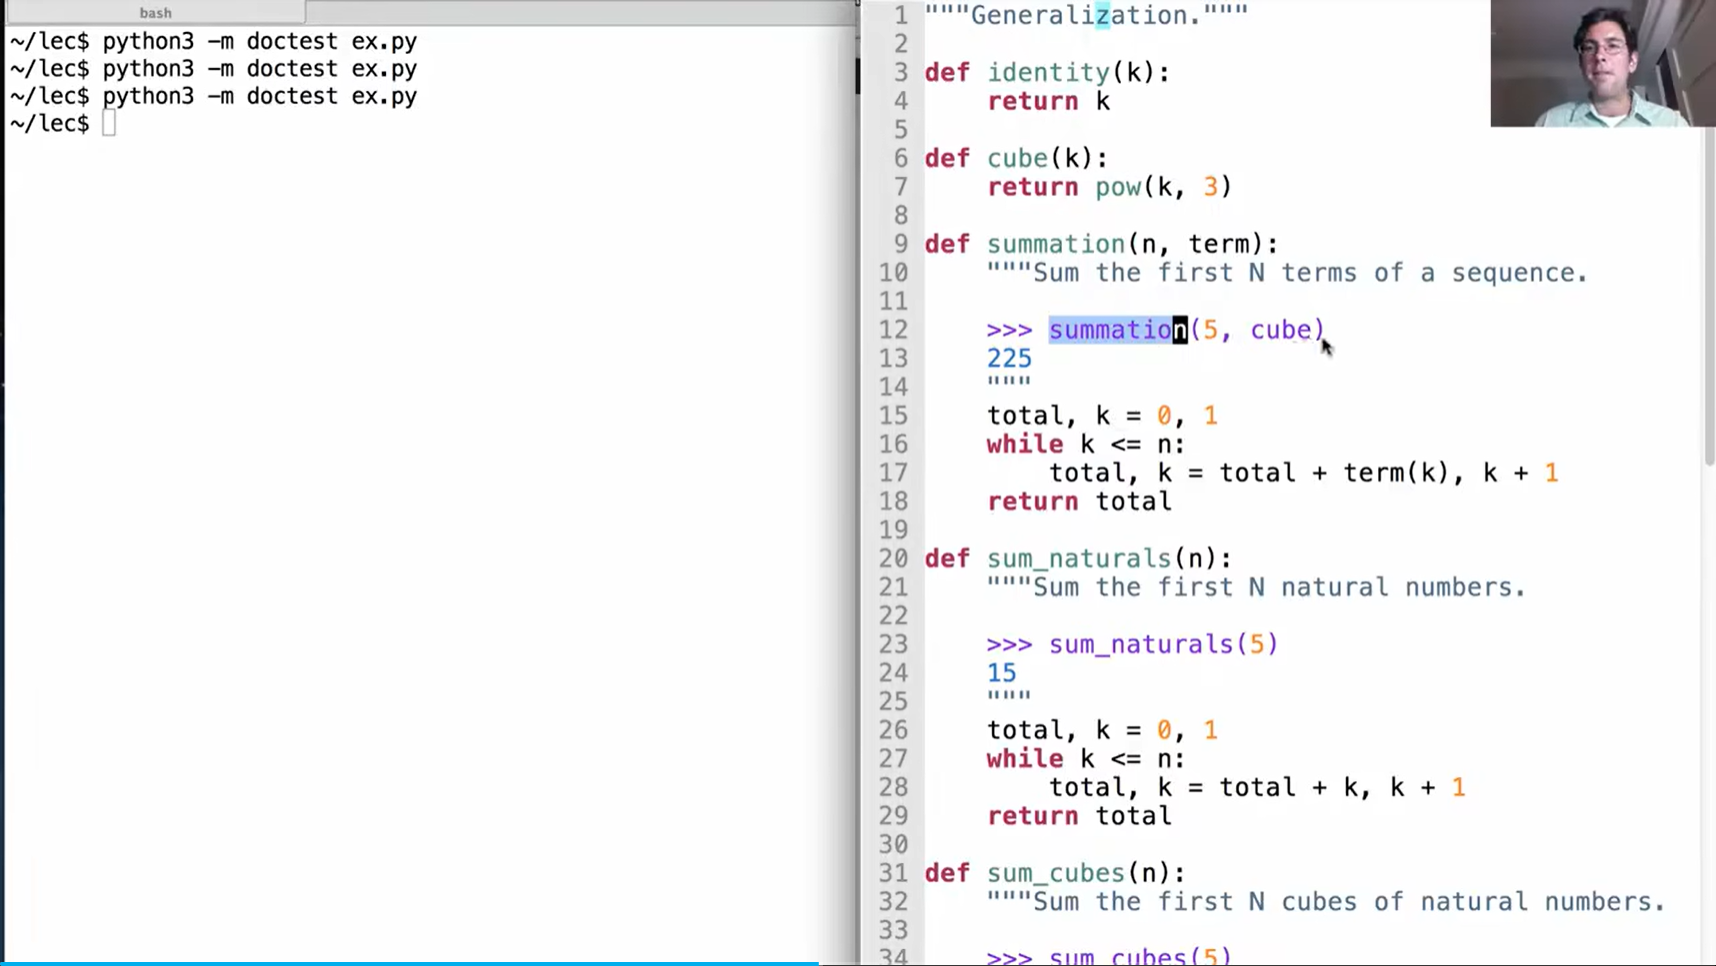 bash
~/lec$ python3 -m doctest ex.py
~/lec$ python3 -m doctest ex.py
~/lec$ python3 -m doctest ex.py
~/lec$
1 """Generalization."""
2
3 def identity(k):
4     return k
5
6 def cube(k):
7     return pow(k, 3)
8
9 def summation(n, term):
10     """Sum the first N terms of a sequence.
11
12     >>> summation(5, cube)
13     225
14     """
15     total, k = 0, 1
16     while k <= n:
17         total, k = total + term(k), k + 1
18     return total
19
20 def sum_naturals(n):
21     """Sum the first N natural numbers.
22
23     >>> sum_naturals(5)
24     15
25     """
26     total, k = 0, 1
27     while k <= n:
28         total, k = total + k, k + 1
29     return total
30
31 def sum_cubes(n):
32     """Sum the first N cubes of natural numbers.
33
34     >>> sum_cubes(5)